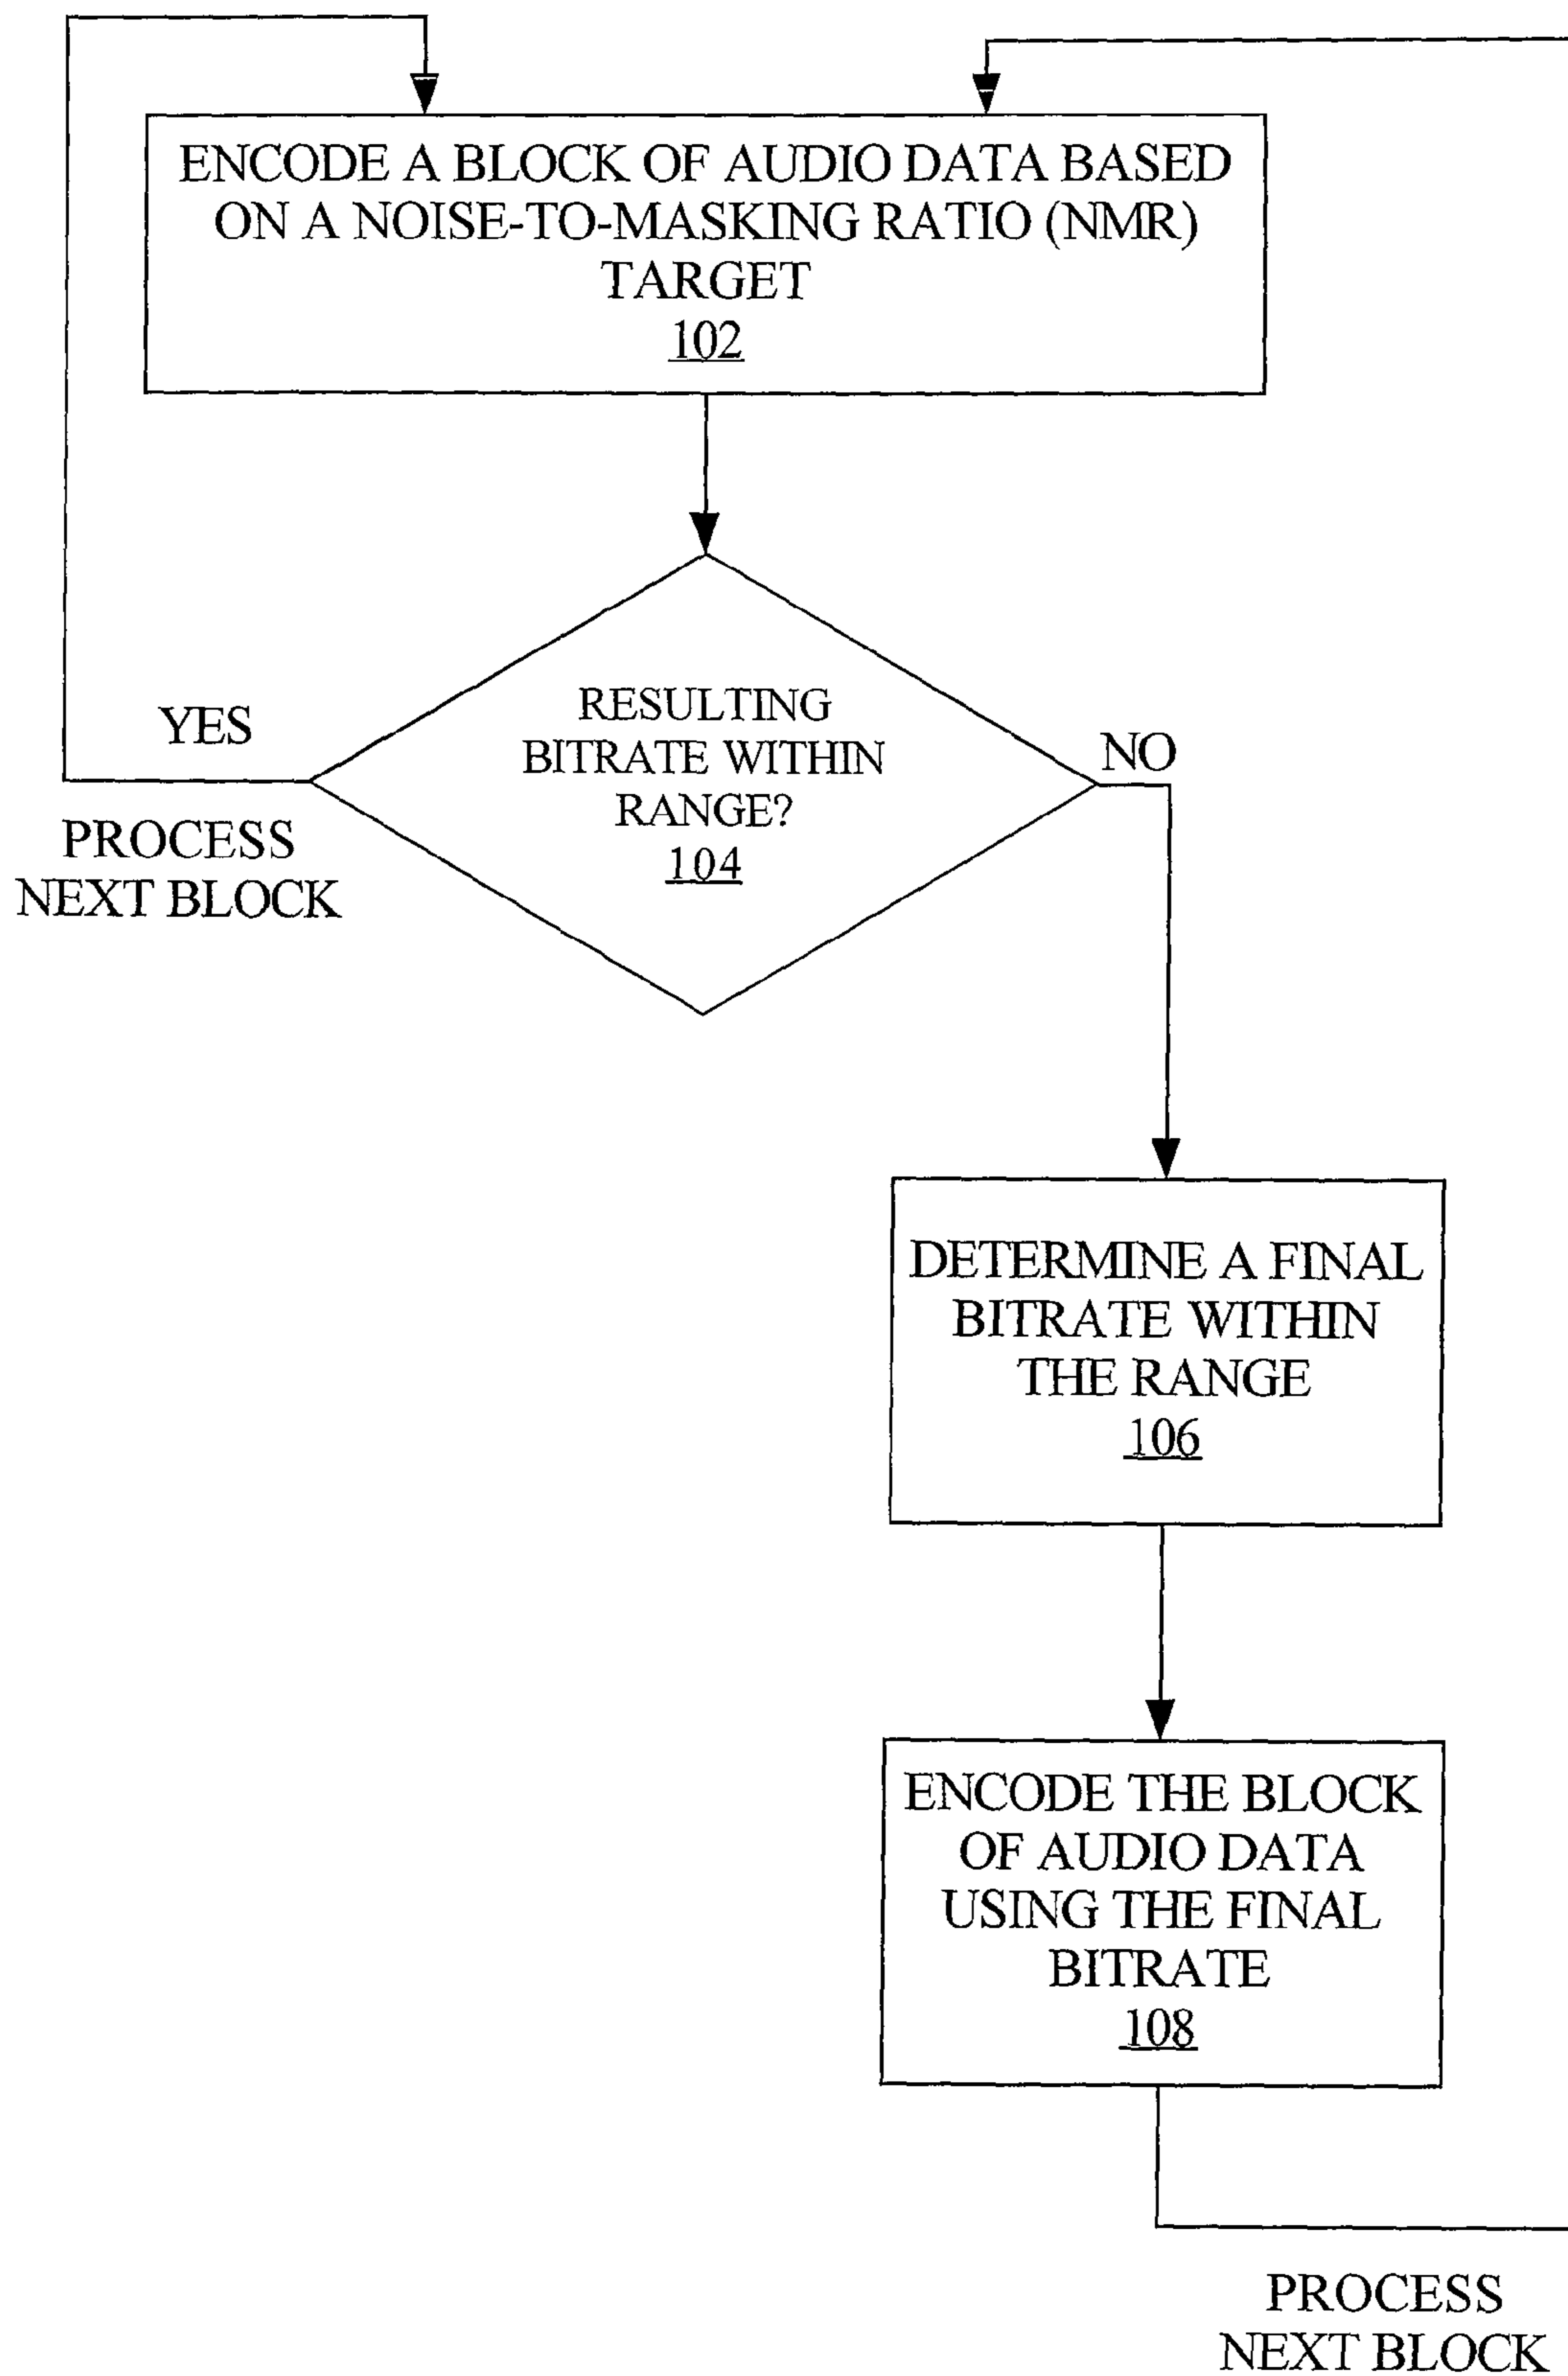 ENCODE A BLOCK OF AUDIO DATA BASED
ON A NOISE-TO-MASKING RATIO (NMR)
TARGET
102
RESULTING
BITRATE WITHIN
RANGE?
104
YES
PROCESS
NEXT BLOCK
NO
DETERMINE A FINAL
BITRATE WITHIN
THE RANGE
106
ENCODE THE BLOCK
OF AUDIO DATA
USING THE FINAL
BITRATE
108
PROCESS
NEXT BLOCK